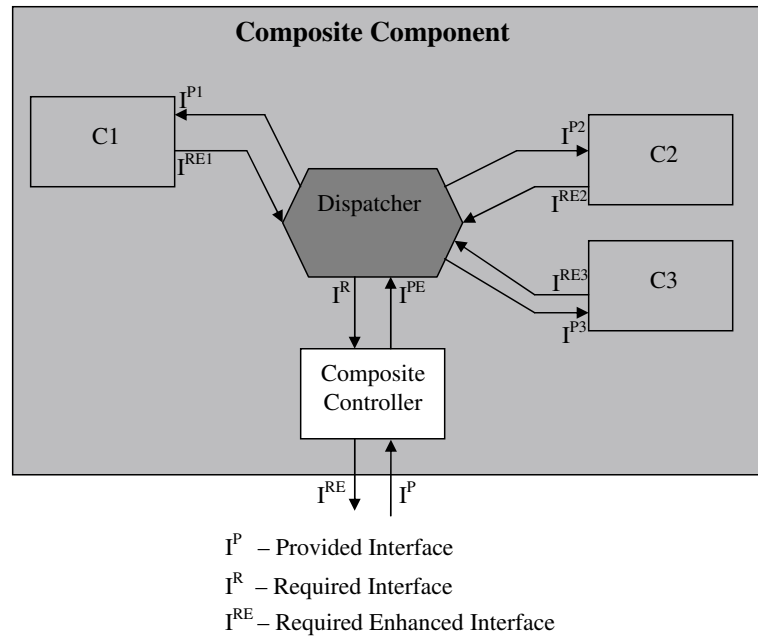 Composite Component
I^P1
C1
I^RE1
I^P2
C2
I^RE2
Dispatcher
I^RE3
C3
I^P3
I^R
I^PE
Composite
Controller
I^RE
I^P
I^P – Provided Interface
I^R – Required Interface
I^RE – Required Enhanced Interface